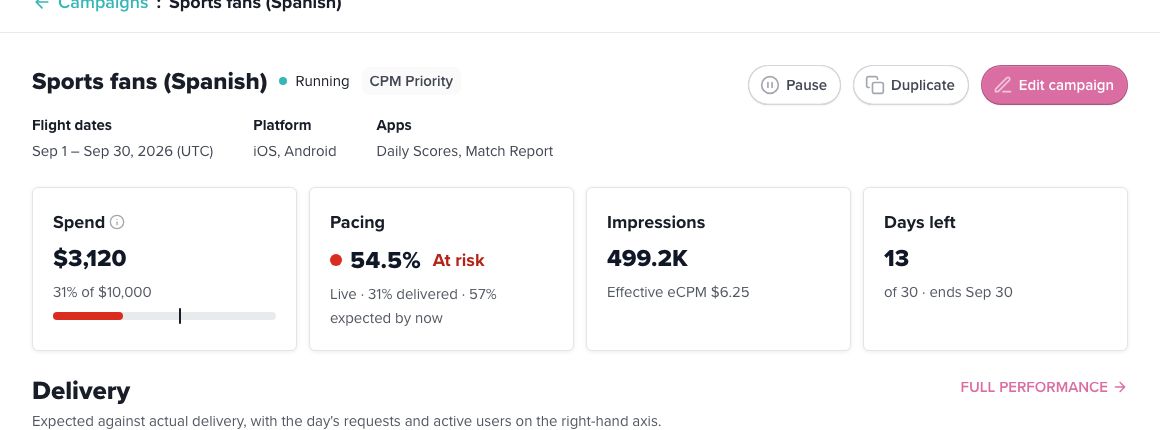 Campaigns : Sports fans (Spanish)
Sports fans (Spanish) Running CPM Priority
Pause Duplicate Edit campaign
Flight dates Platform Apps
Sep 1 – Sep 30, 2026 (UTC) iOS, Android Daily Scores, Match Report
Spend
$3,120
31% of $10,000
Pacing
54.5% At risk
Live · 31% delivered · 57%
expected by now
Impressions
499.2K
Effective eCPM $6.25
Days left
13
of 30 · ends Sep 30
Delivery
FULL PERFORMANCE
Expected against actual delivery, with the day's requests and active users on the right-hand axis.